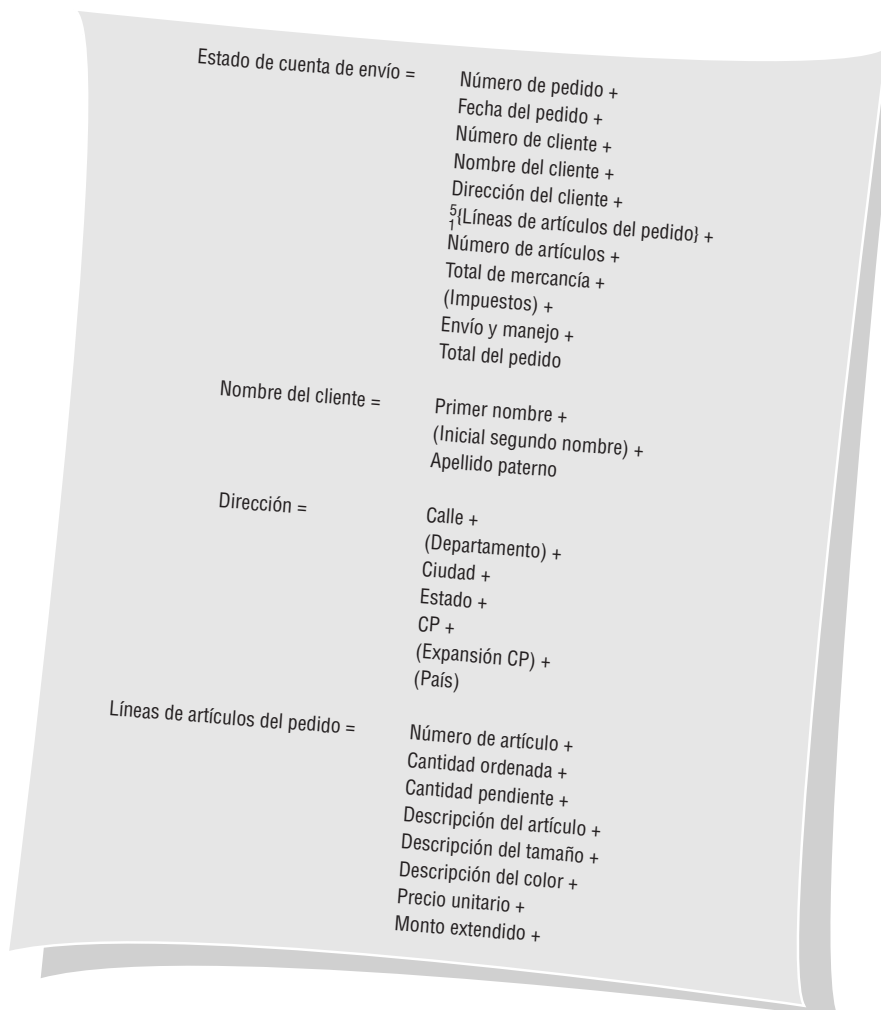 Estado de cuenta de envío = Número de pedido +
Fecha del pedido +
Número de cliente +
Nombre del cliente +
Dirección del cliente +
5
1{Líneas de artículos del pedido} +
Número de artículos +
Total de mercancía +
(Impuestos) +
Envío y manejo +
Total del pedido
Nombre del cliente = Primer nombre +
(Inicial segundo nombre) +
Apellido paterno
Dirección = Calle +
(Departamento) +
Ciudad +
Estado +
CP +
(Expansión CP) +
(País)
Líneas de artículos del pedido = Número de artículo +
Cantidad ordenada +
Cantidad pendiente +
Descripción del artículo +
Descripción del tamaño +
Descripción del color +
Precio unitario +
Monto extendido +